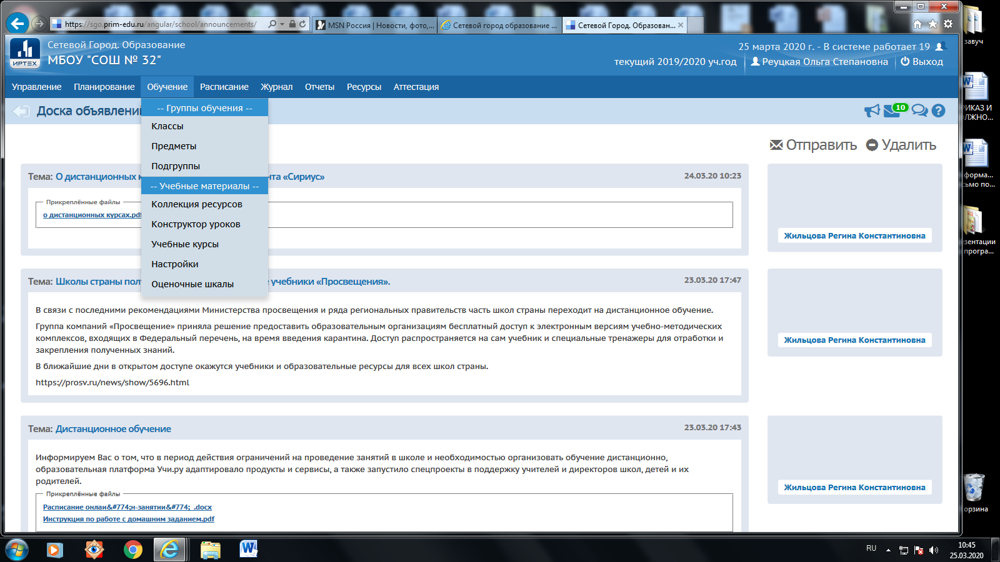 https://sgo.prim-edu.ru/angular/school/announcements/
MSN Россия | Новости, фото,...
Сетевой город образование ...
Сетевой Город. Образован...
ИРТЕХ
Сетевой Город. Образование
МБОУ "СОШ № 32"
25 марта 2020 г. - В системе работает 19
текущий 2019/2020 уч.год
Реуцкая Ольга Степановна
Выход
Управление Планирование Обучение Расписание Журнал Отчеты Ресурсы Аттестация
Доска объявлений
10
-- Группы обучения --
Классы
Предметы
Подгруппы
-- Учебные материалы --
Коллекция ресурсов
Конструктор уроков
Учебные курсы
Настройки
Оценочные шкалы
Отправить Удалить
Тема: О дистанционных к нта «Сириус» 24.03.20 10:23
Прикреплённые файлы
о дистанционных курсах.pdf
Жильцова Регина Константиновна
Тема: Школы страны пол учебники «Просвещения». 23.03.20 17:47
В связи с последними рекомендациями Министерства просвещения и ряда региональных правительств часть школ страны переходит на дистанционное обучение.
Группа компаний «Просвещение» приняла решение предоставить образовательным организациям бесплатный доступ к электронным версиям учебно-методических
комплексов, входящих в Федеральный перечень, на время введения карантина. Доступ распространяется на сам учебник и специальные тренажеры для отработки и
закрепления полученных знаний.
В ближайшие дни в открытом доступе окажутся учебники и образовательные ресурсы для всех школ страны.
https://prosv.ru/news/show/5696.html
Жильцова Регина Константиновна
Тема: Дистанционное обучение 23.03.20 17:43
Информируем Вас о том, что в период действия ограничений на проведение занятий в школе и необходимостью организовать обучение дистанционно,
образовательная платформа Учи.ру адаптировало продукты и сервисы, а также запустило спецпроекты в поддержку учителей и директоров школ, детей и их
родителей.
Прикреплённые файлы
Расписание онлаи&#774;н-занятии&#774;_.docx
Инструкция по работе с домашним заданием.pdf
Жильцова Регина Константиновна
завуч
РИКАЗ И
ЛЖНО...
форма...
сьмо по...
зентации
програ...
орзина
RU
10:45
25.03.2020